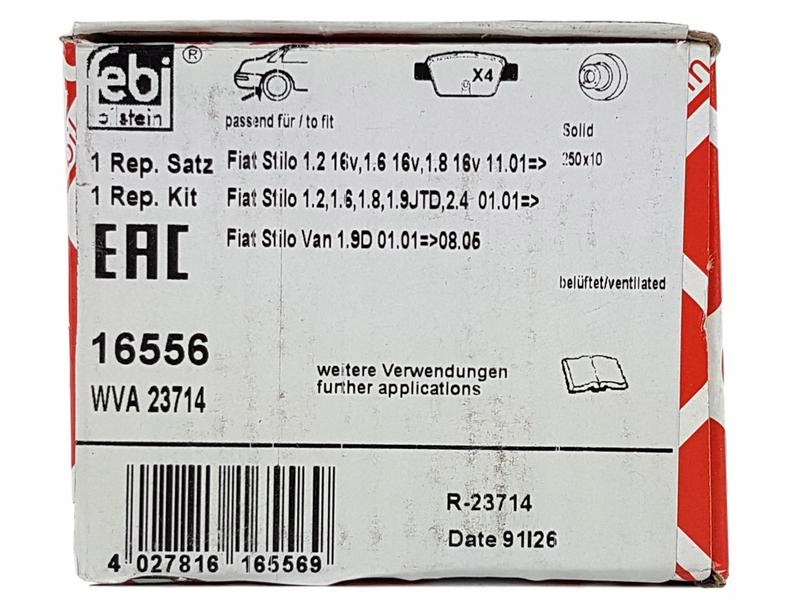 febi ®
bilstein
X4
passend für / to fit
Solid
1 Rep. Satz
Fiat Stilo 1.2 16v,1.6 16v,1.8 16v 11.01=>
250x10
1 Rep. Kit
Fiat Stilo 1.2,1.6,1.8,1.9JTD,2.4 01.01=>
EAC
Fiat Stilo Van 1.9D 01.01=>08.06
belüftet/ventilated
16556
WVA 23714
weitere Verwendungen
further applications
R-23714
Date 91I26
4 027816 165569